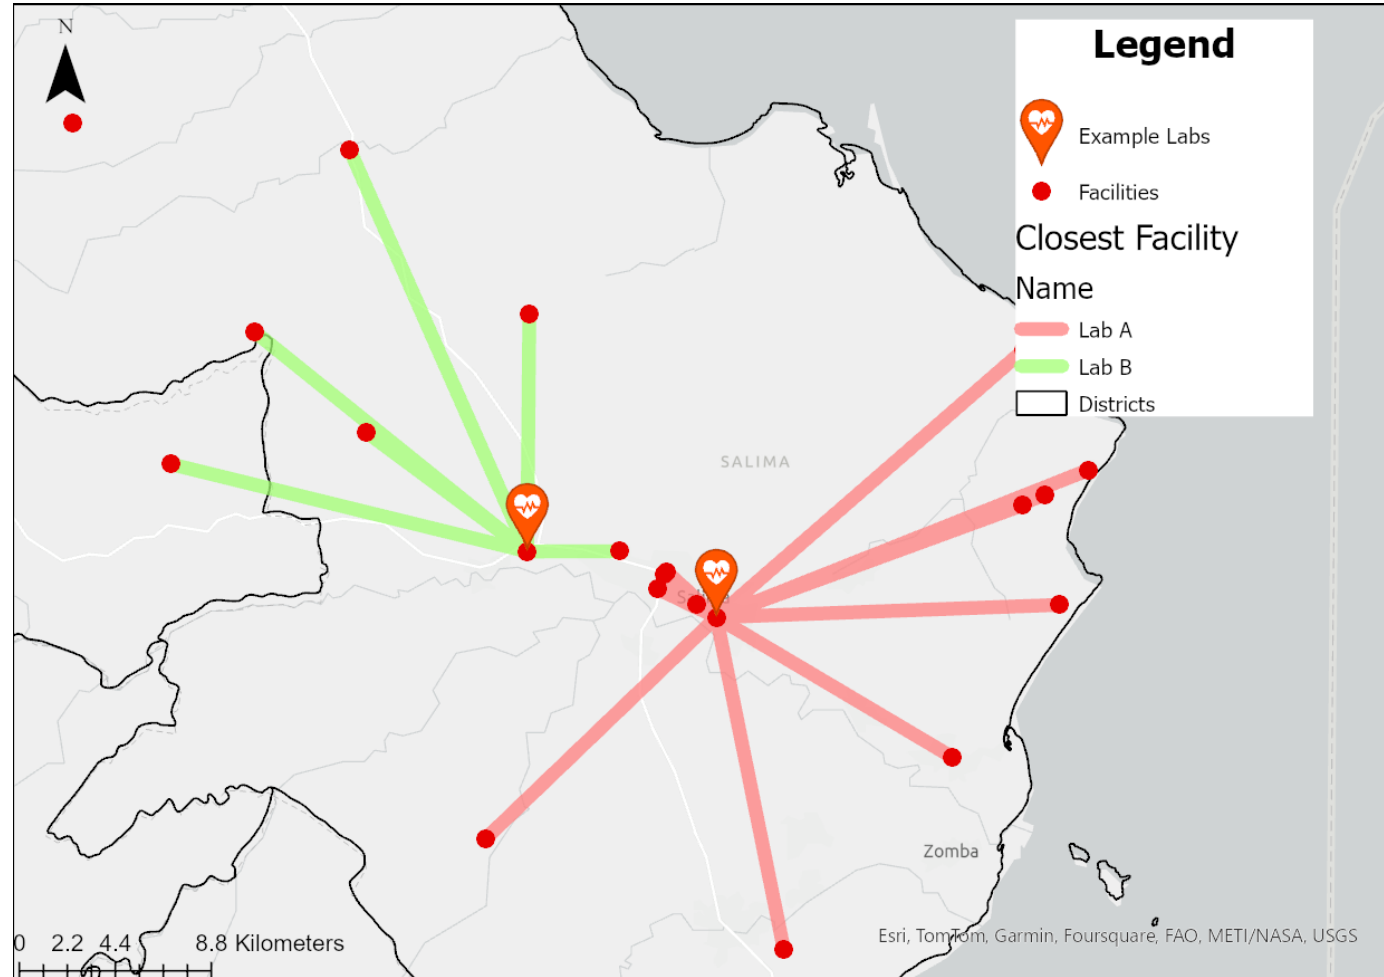 N
Legend
Example Labs
Facilities
Closest Facility
Name
Lab A
Lab B
Districts
SALIMA
Salima
Zomba
0 2.2 4.4 8.8 Kilometers
Esri, TomTom, Garmin, Foursquare, FAO, METI/NASA, USGS